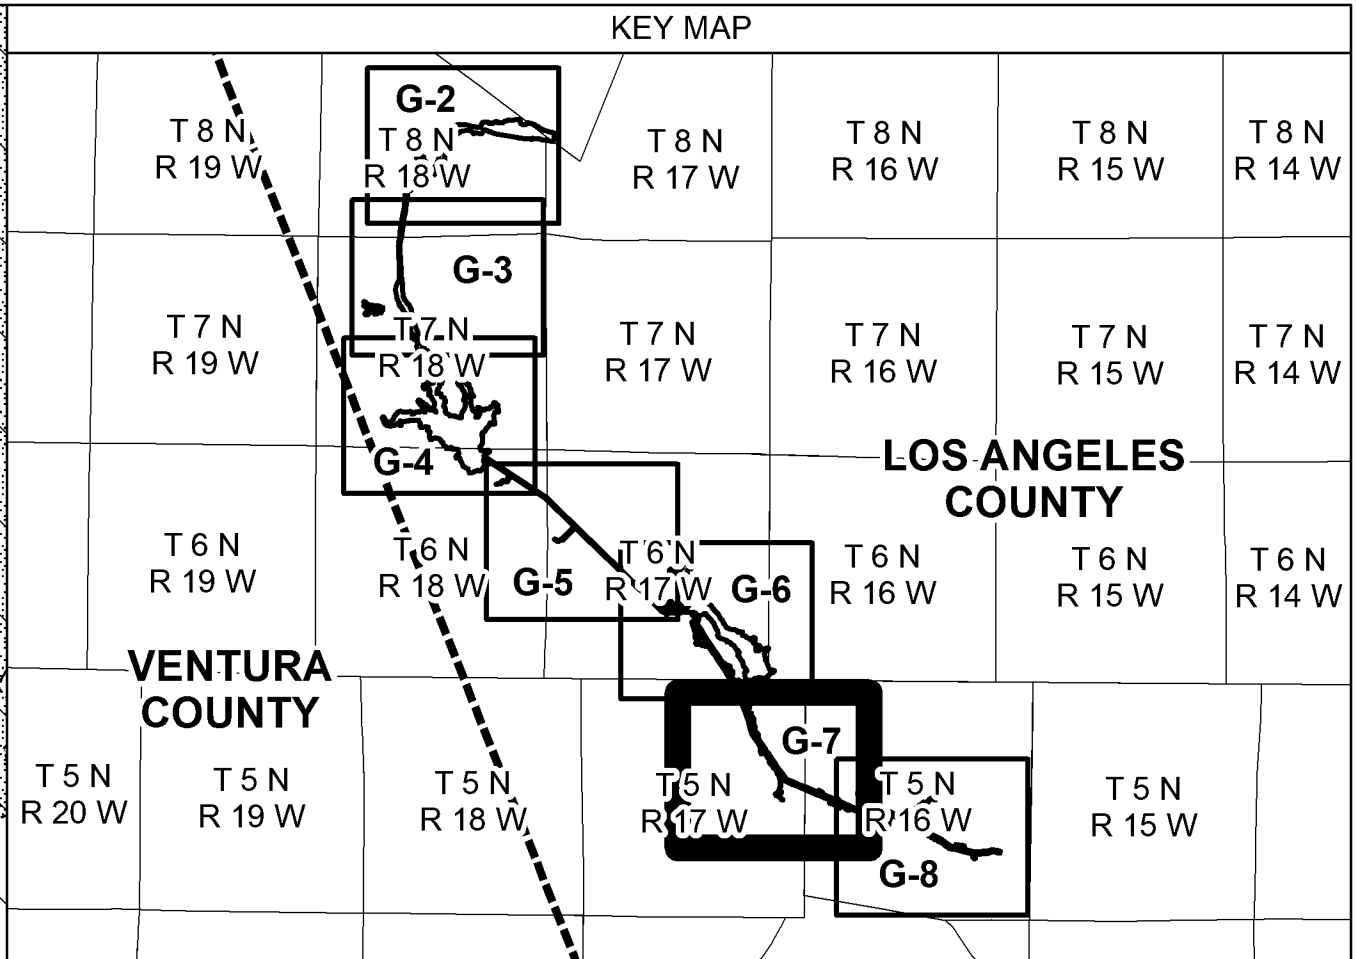 KEY MAP
G-2
T 8 N
R 19 W
T 8 N
R 18 W
T 8 N
R 17 W
T 8 N
R 16 W
T 8 N
R 15 W
T 8 N
R 14 W
G-3
T 7 N
R 19 W
T 7 N
R 18 W
T 7 N
R 17 W
T 7 N
R 16 W
T 7 N
R 15 W
T 7 N
R 14 W
G-4
LOS ANGELES
COUNTY
T 6 N
R 19 W
T 6 N
R 18 W
G-5
T 6 N
R 17 W
G-6
T 6 N
R 16 W
T 6 N
R 15 W
T 6 N
R 14 W
VENTURA
COUNTY
G-7
T 5 N
R 20 W
T 5 N
R 19 W
T 5 N
R 18 W
T 5 N
R 17 W
T 5 N
R 16 W
T 5 N
R 15 W
G-8